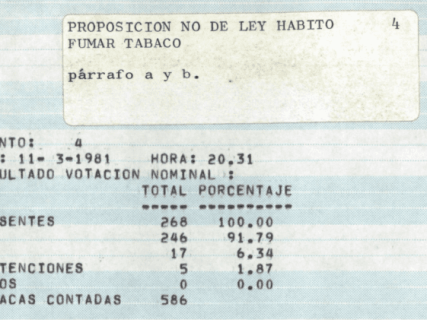 PROPOSICION NO DE LEY HABITO 4
FUMAR TABACO
párrafo a y b.
NTO: 4
: 11- 3-1981 HORA: 20.31
ULTADO VOTACION NOMINAL :
TOTAL PORCENTAJE
----- ----------
SENTES 268 100.00
246 91.79
17 6.34
TENCIONES 5 1.87
OS 0 0.00
ACAS CONTADAS 586